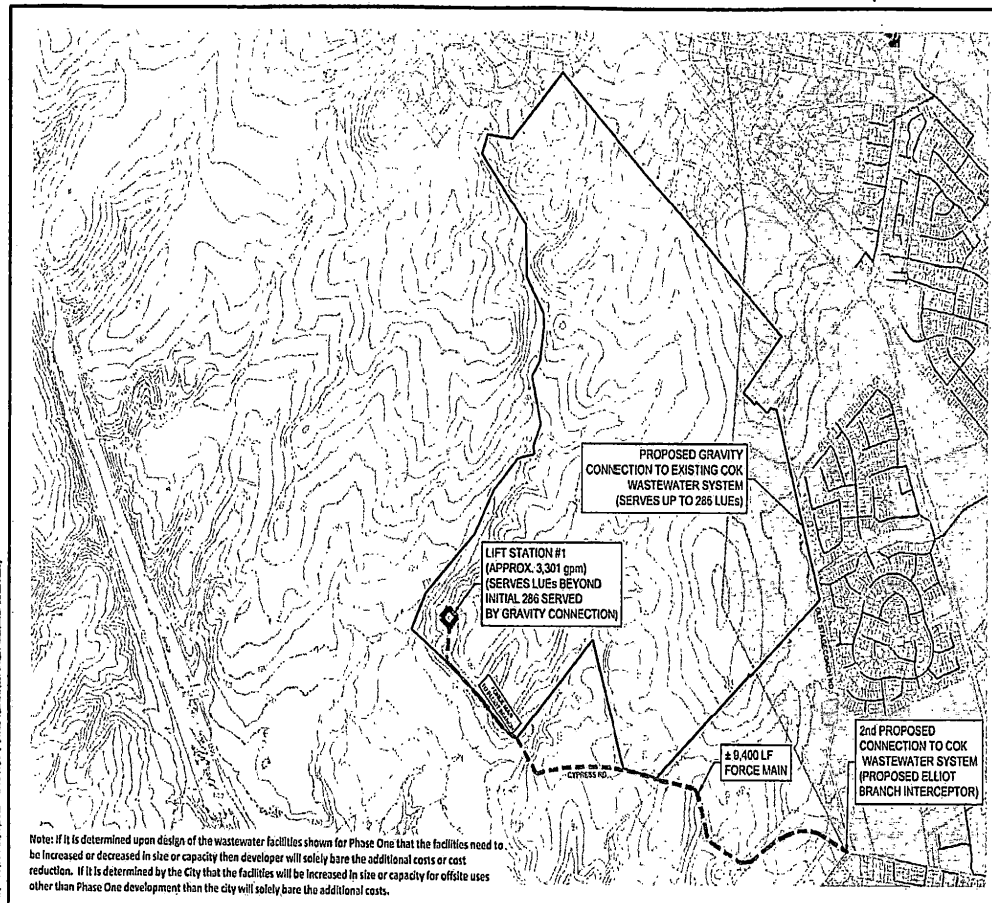 PROPOSED GRAVITY
CONNECTION TO EXISTING COK
WASTEWATER SYSTEM
(SERVES UP TO 286 LUEs)
LIFT STATION #1
(APPROX. 3,301 gpm)
(SERVES LUEs BEYOND
INITIAL 286 SERVED
BY GRAVITY CONNECTION)
OLD STAGECOACH RD.
2nd PROPOSED
CONNECTION TO COK
WASTEWATER SYSTEM
(PROPOSED ELLIOT
BRANCH INTERCEPTOR)
± 9,400 LF
FORCE MAIN
CYPRESS RD.
Note: If it is determined upon design of the wastewater facilities shown for Phase One that the facilities need to
be increased or decreased in size or capacity then developer will solely bare the additional costs or cost
reduction. If it is determined by the City that the facilities will be increased in size or capacity for offsite uses
other than Phase One development than the city will solely bare the additional costs.